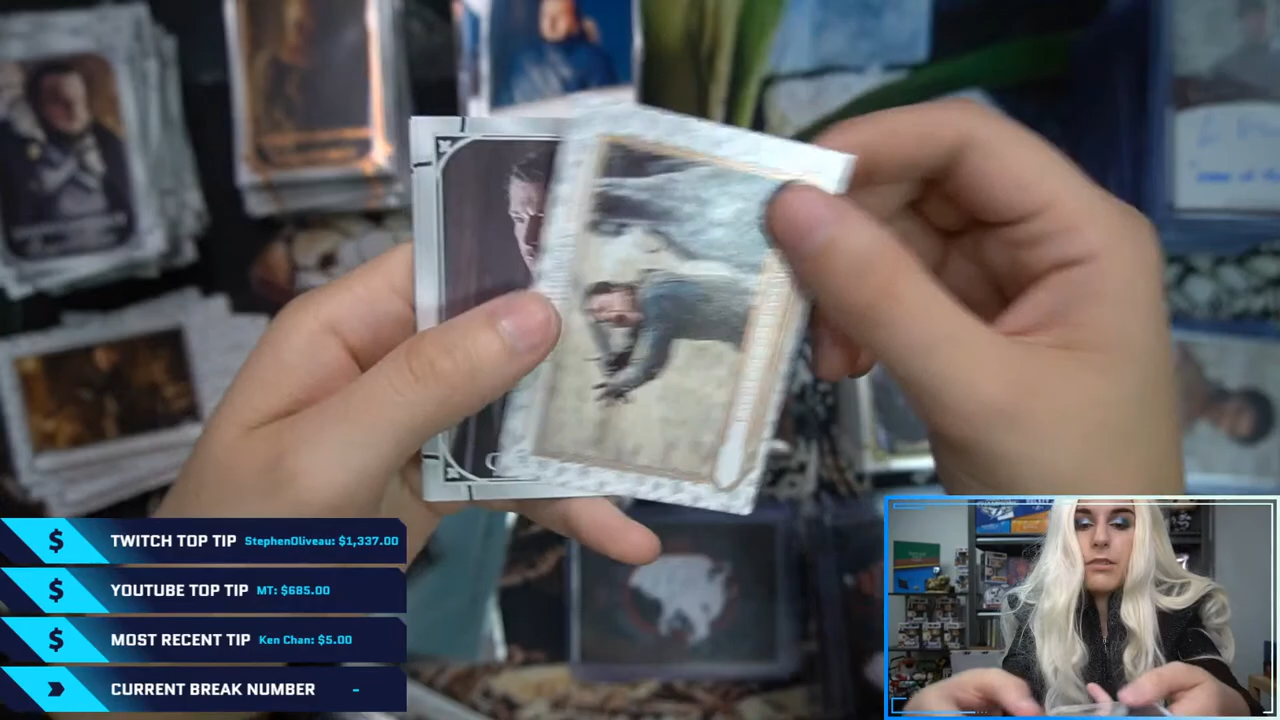 TWITCH TOP TIP StephenOliveau: $1,337.00
YOUTUBE TOP TIP MT: $685.00
MOST RECENT TIP Ken Chan: $5.00
CURRENT BREAK NUMBER -